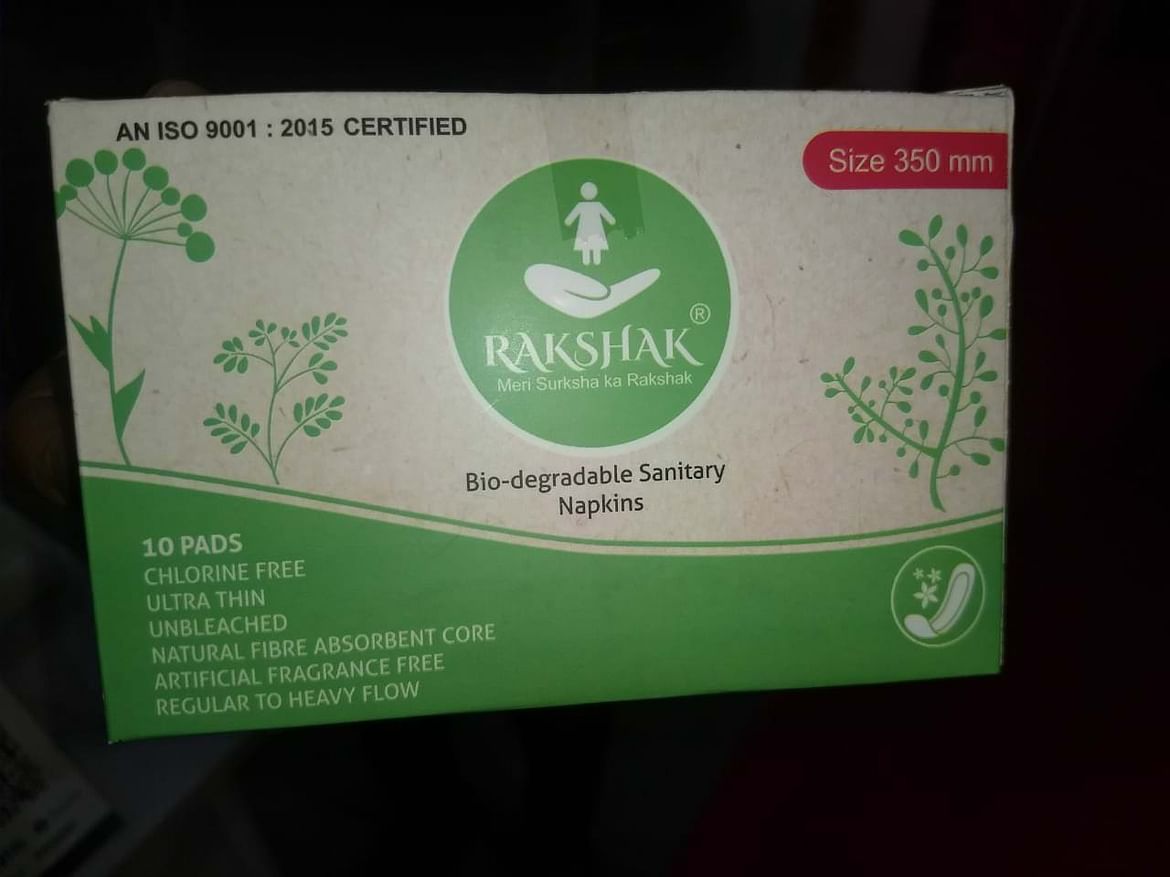 AN ISO 9001 : 2015 CERTIFIED
Size 350 mm
RAKSHAK®
Meri Surksha ka Rakshak
Bio-degradable Sanitary
Napkins
10 PADS
CHLORINE FREE
ULTRA THIN
UNBLEACHED
NATURAL FIBRE ABSORBENT CORE
ARTIFICIAL FRAGRANCE FREE
REGULAR TO HEAVY FLOW